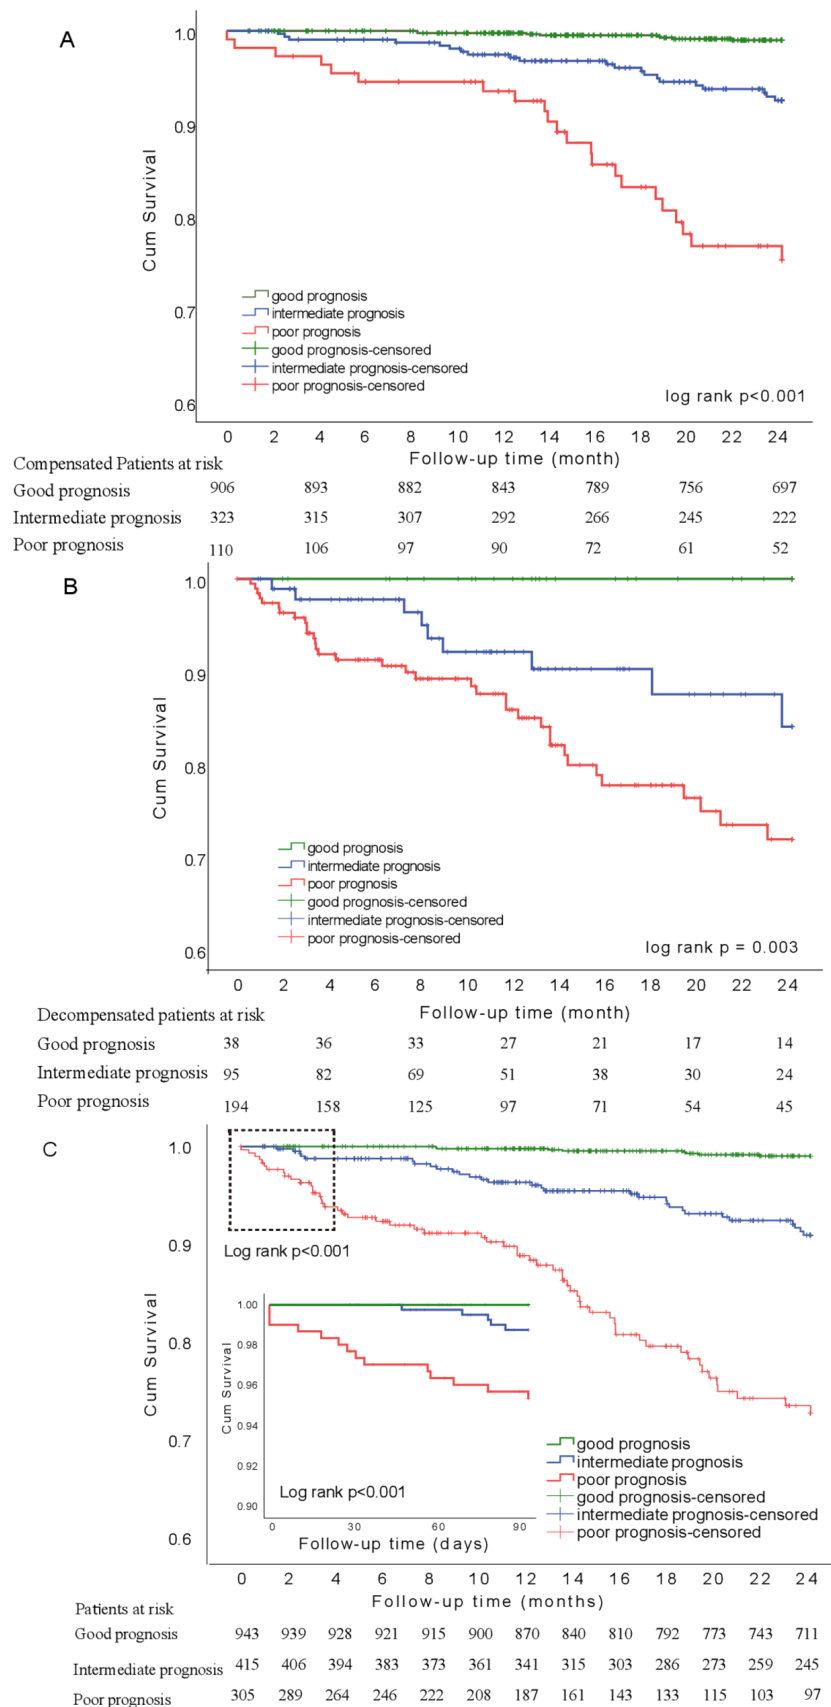 A
1.0
0.9
0.8
0.7
0.6
Cum Survival
good prognosis
intermediate prognosis
poor prognosis
good prognosis-censored
intermediate prognosis-censored
poor prognosis-censored
log rank p<0.001
0 2 4 6 8 10 12 14 16 18 20 22 24
Follow-up time (month)
Compensated Patients at risk
Good prognosis 906 893 882 843 789 756 697
Intermediate prognosis 323 315 307 292 266 245 222
Poor prognosis 110 106 97 90 72 61 52
B
1.0
0.9
0.8
0.7
0.6
Cum Survival
good prognosis
intermediate prognosis
poor prognosis
good prognosis-censored
intermediate prognosis-censored
poor prognosis-censored
log rank p = 0.003
0 2 4 6 8 10 12 14 16 18 20 22 24
Follow-up time (month)
Decompensated patients at risk
Good prognosis 38 36 33 27 21 17 14
Intermediate prognosis 95 82 69 51 38 30 24
Poor prognosis 194 158 125 97 71 54 45
C
1.0
0.9
0.8
0.7
0.6
Cum Survival
Log rank p<0.001
1.00
0.98
0.96
0.94
0.92
0.90
Cum Survival
Log rank p<0.001
0 30 60 90
Follow-up time (days)
good prognosis
intermediate prognosis
poor prognosis
good prognosis-censored
intermediate prognosis-censored
poor prognosis-censored
0 2 4 6 8 10 12 14 16 18 20 22 24
Follow-up time (months)
Patients at risk
Good prognosis 943 939 928 921 915 900 870 840 810 792 773 743 711
Intermediate prognosis 415 406 394 383 373 361 341 315 303 286 273 259 245
Poor prognosis 305 289 264 246 222 208 187 161 143 133 115 103 97